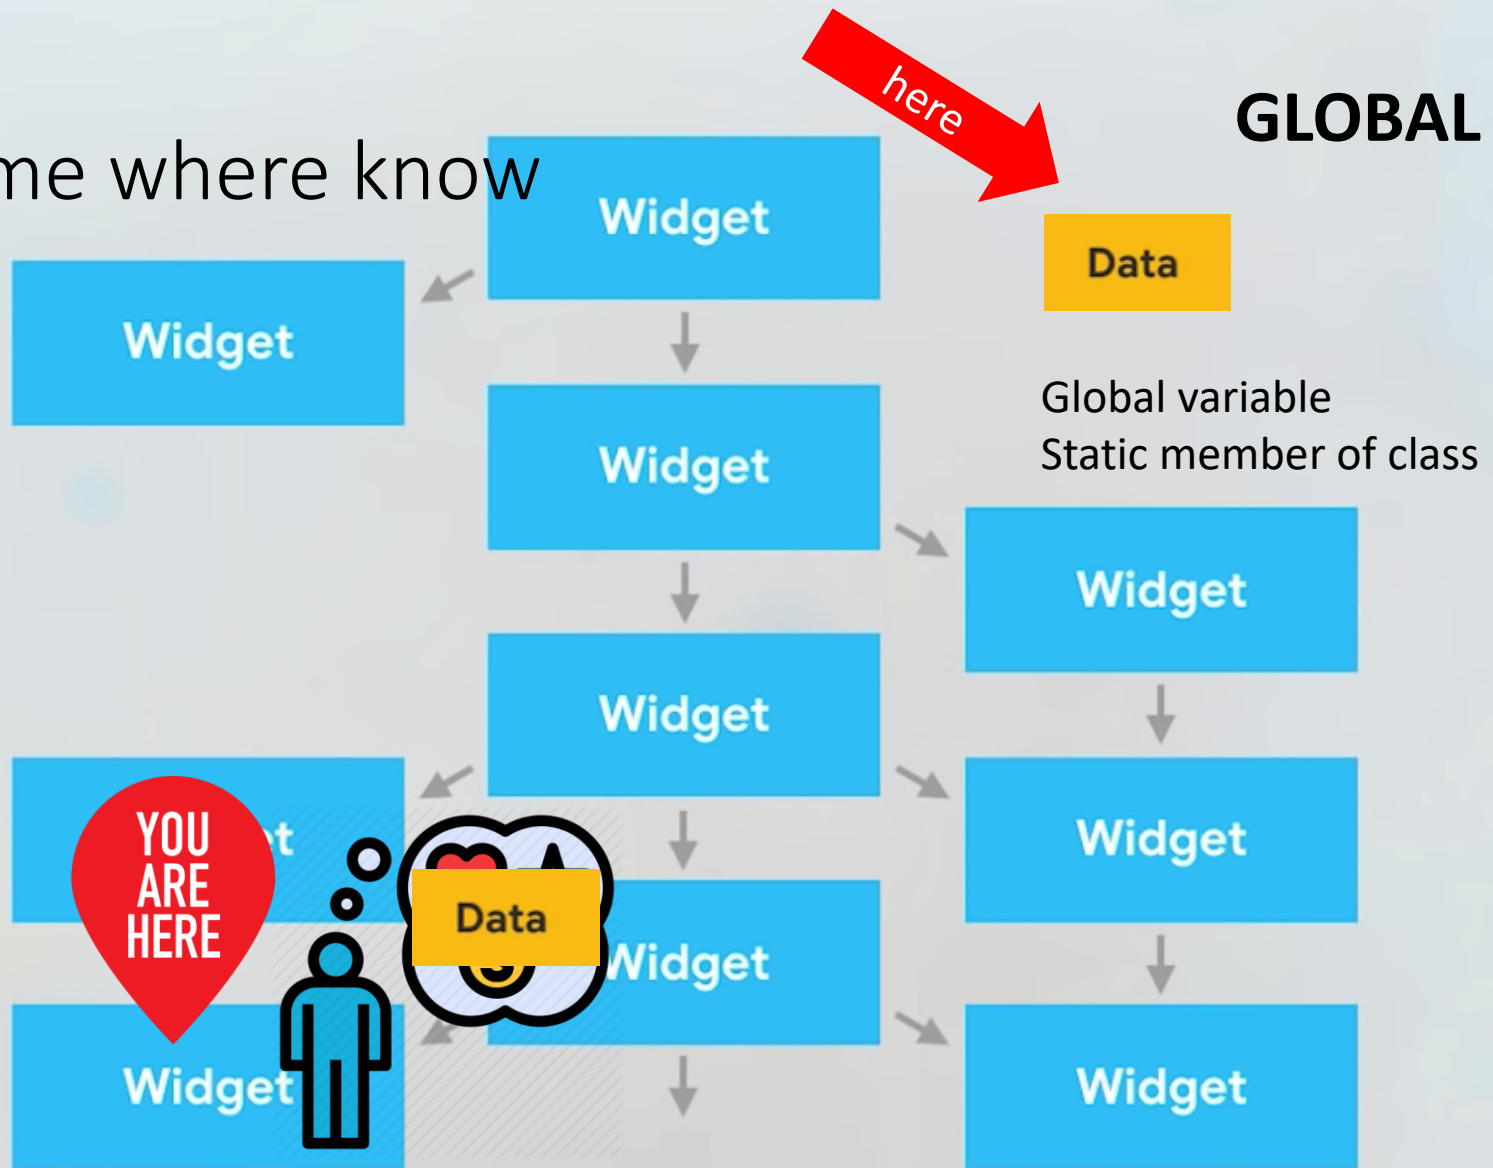 here
GLOBAL
me where know
Widget
Data
Widget
Global variable
Static member of class
Widget
Widget
Widget
YOU
ARE
HERE
Widget
Data
Widget
Widget
Widget